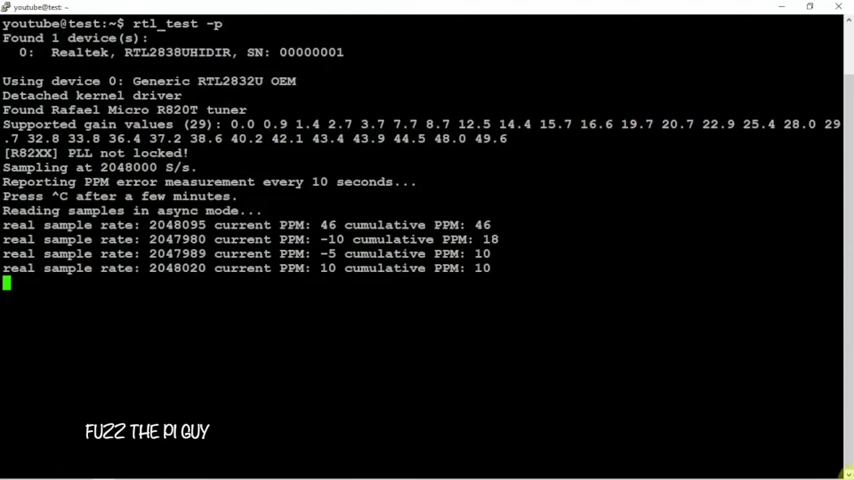 youtube@test: ~
youtube@test:~$ rtl_test -p
Found 1 device(s):
  0:  Realtek, RTL2838UHIDIR, SN: 00000001

Using device 0: Generic RTL2832U OEM
Detached kernel driver
Found Rafael Micro R820T tuner
Supported gain values (29): 0.0 0.9 1.4 2.7 3.7 7.7 8.7 12.5 14.4 15.7 16.6 19.7 20.7 22.9 25.4 28.0 29
.7 32.8 33.8 36.4 37.2 38.6 40.2 42.1 43.4 43.9 44.5 48.0 49.6
[R82XX] PLL not locked!
Sampling at 2048000 S/s.
Reporting PPM error measurement every 10 seconds...
Press ^C after a few minutes.
Reading samples in async mode...
real sample rate: 2048095 current PPM: 46 cumulative PPM: 46
real sample rate: 2047980 current PPM: -10 cumulative PPM: 18
real sample rate: 2047989 current PPM: -5 cumulative PPM: 10
real sample rate: 2048020 current PPM: 10 cumulative PPM: 10
FUZZ THE PI GUY